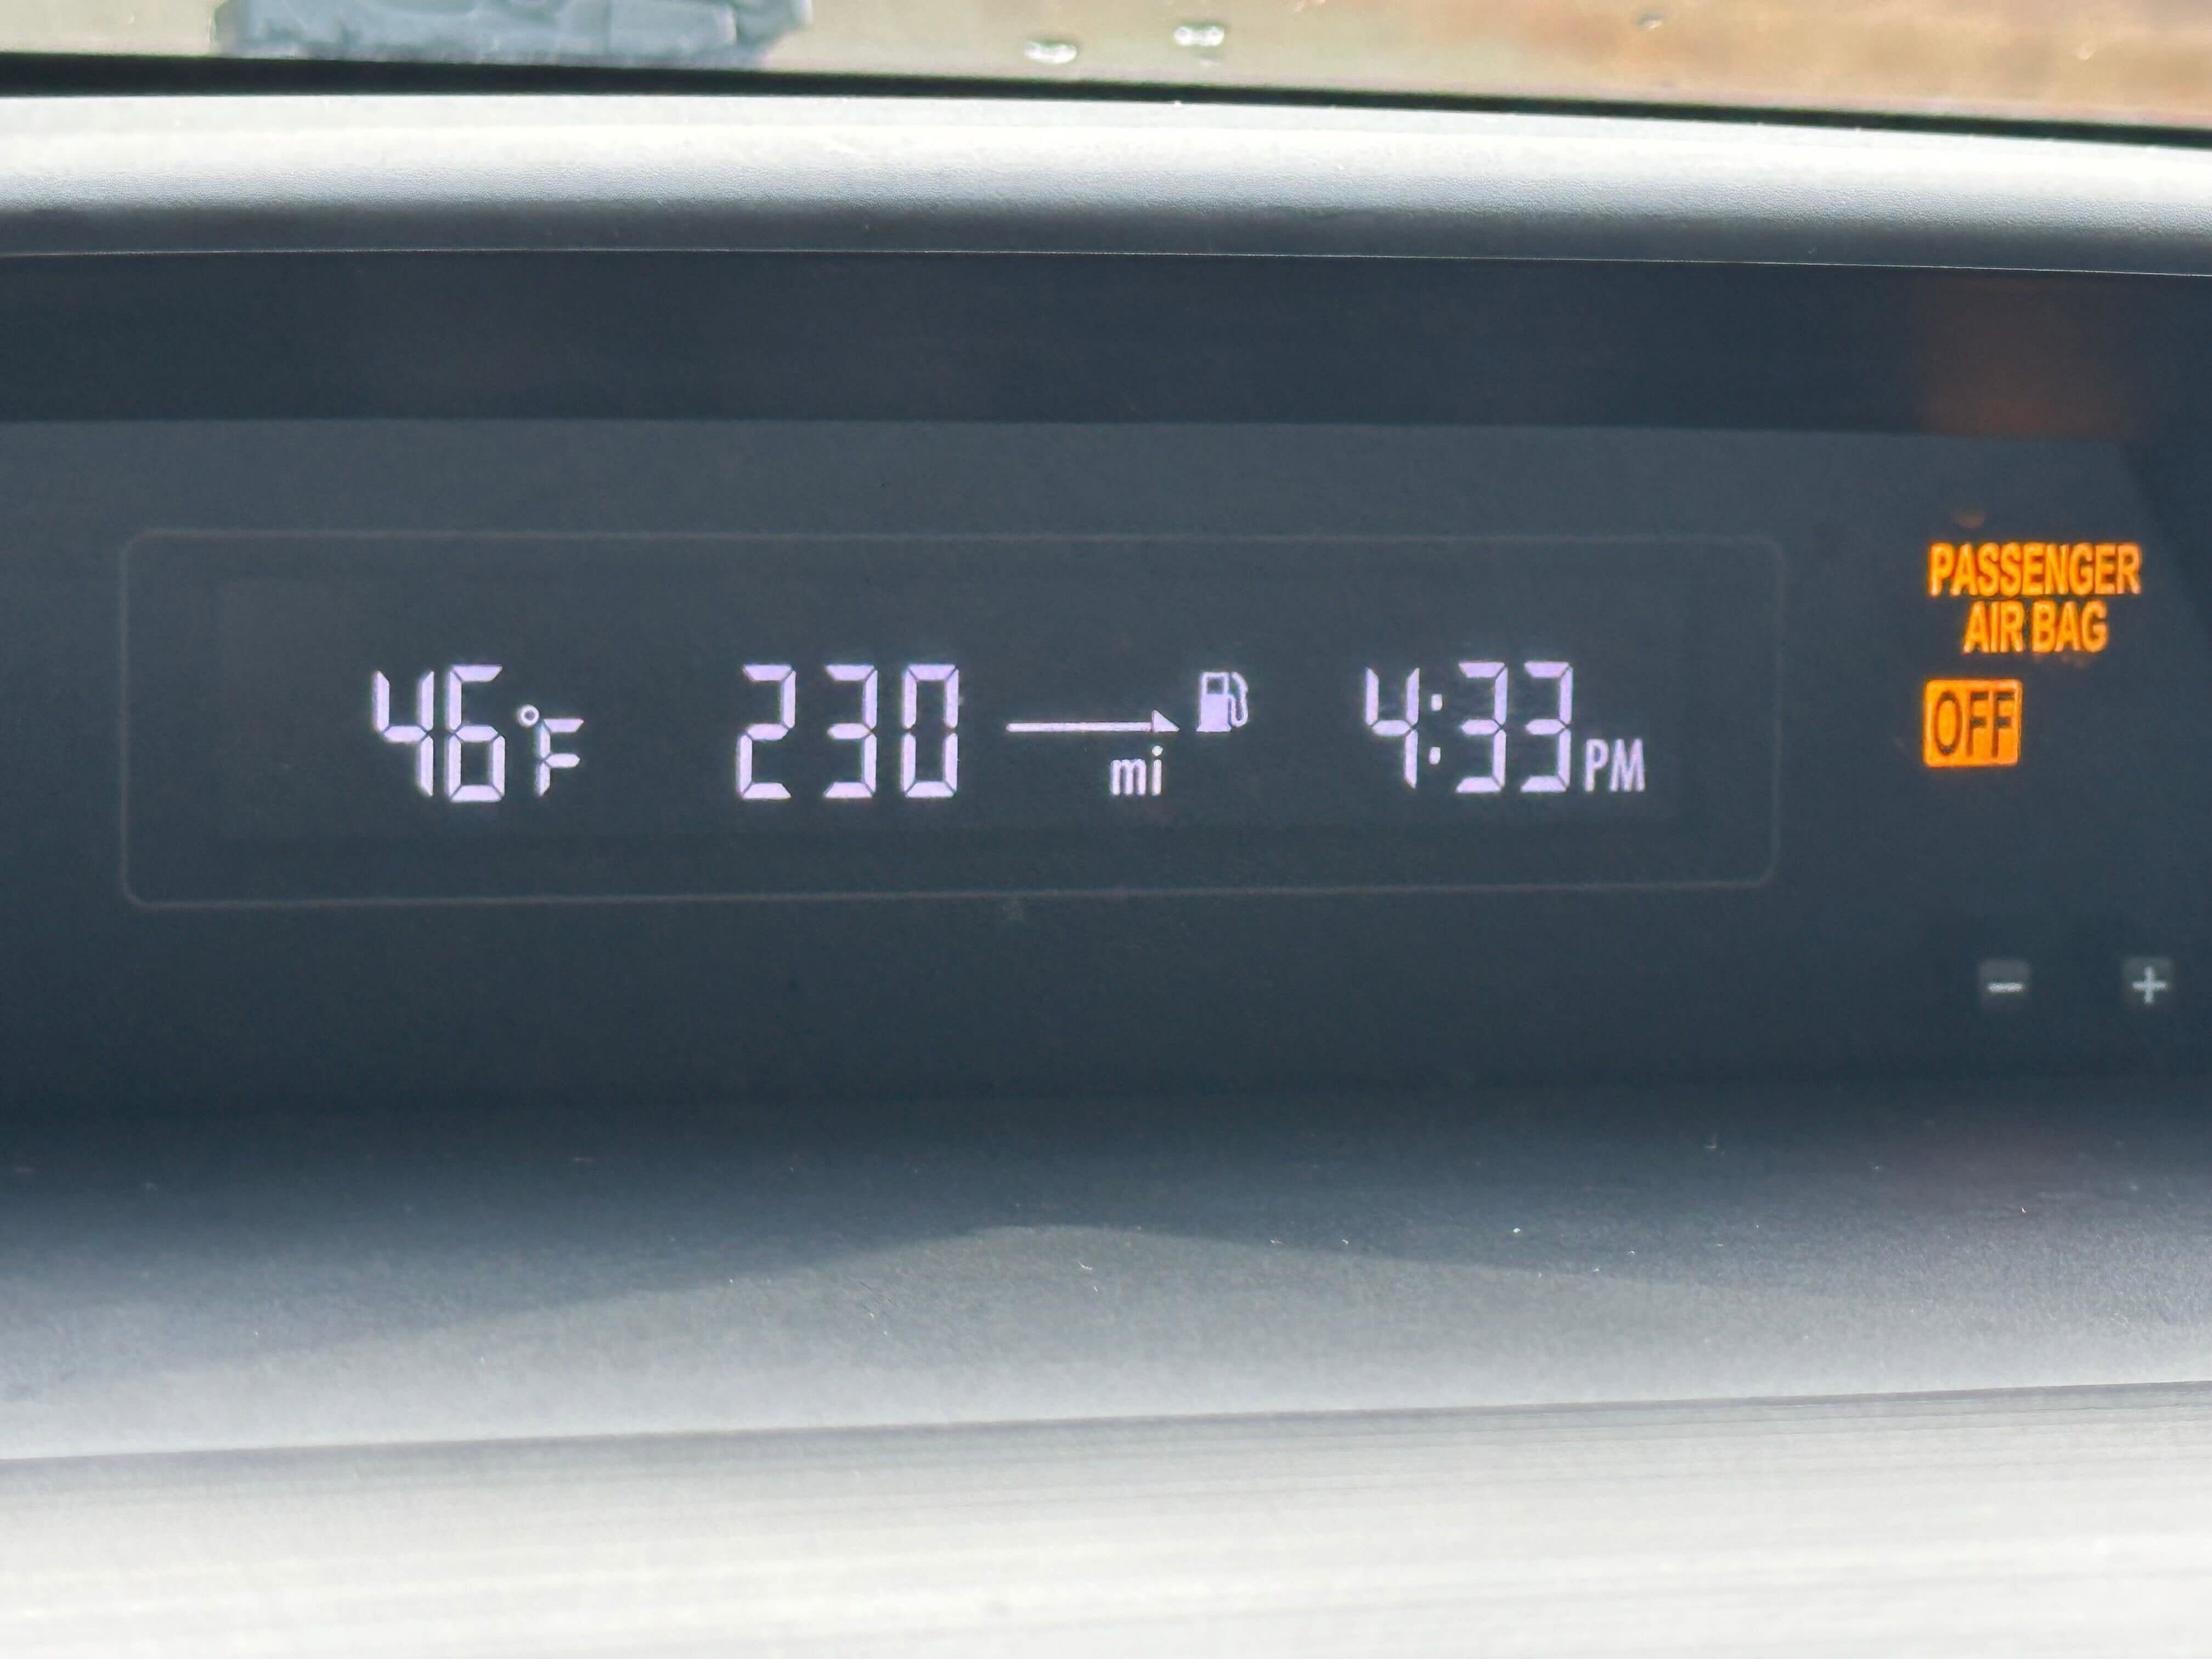 PASSENGER
AIR BAG
OFF
46°F 230 mi 4:33 PM
- +